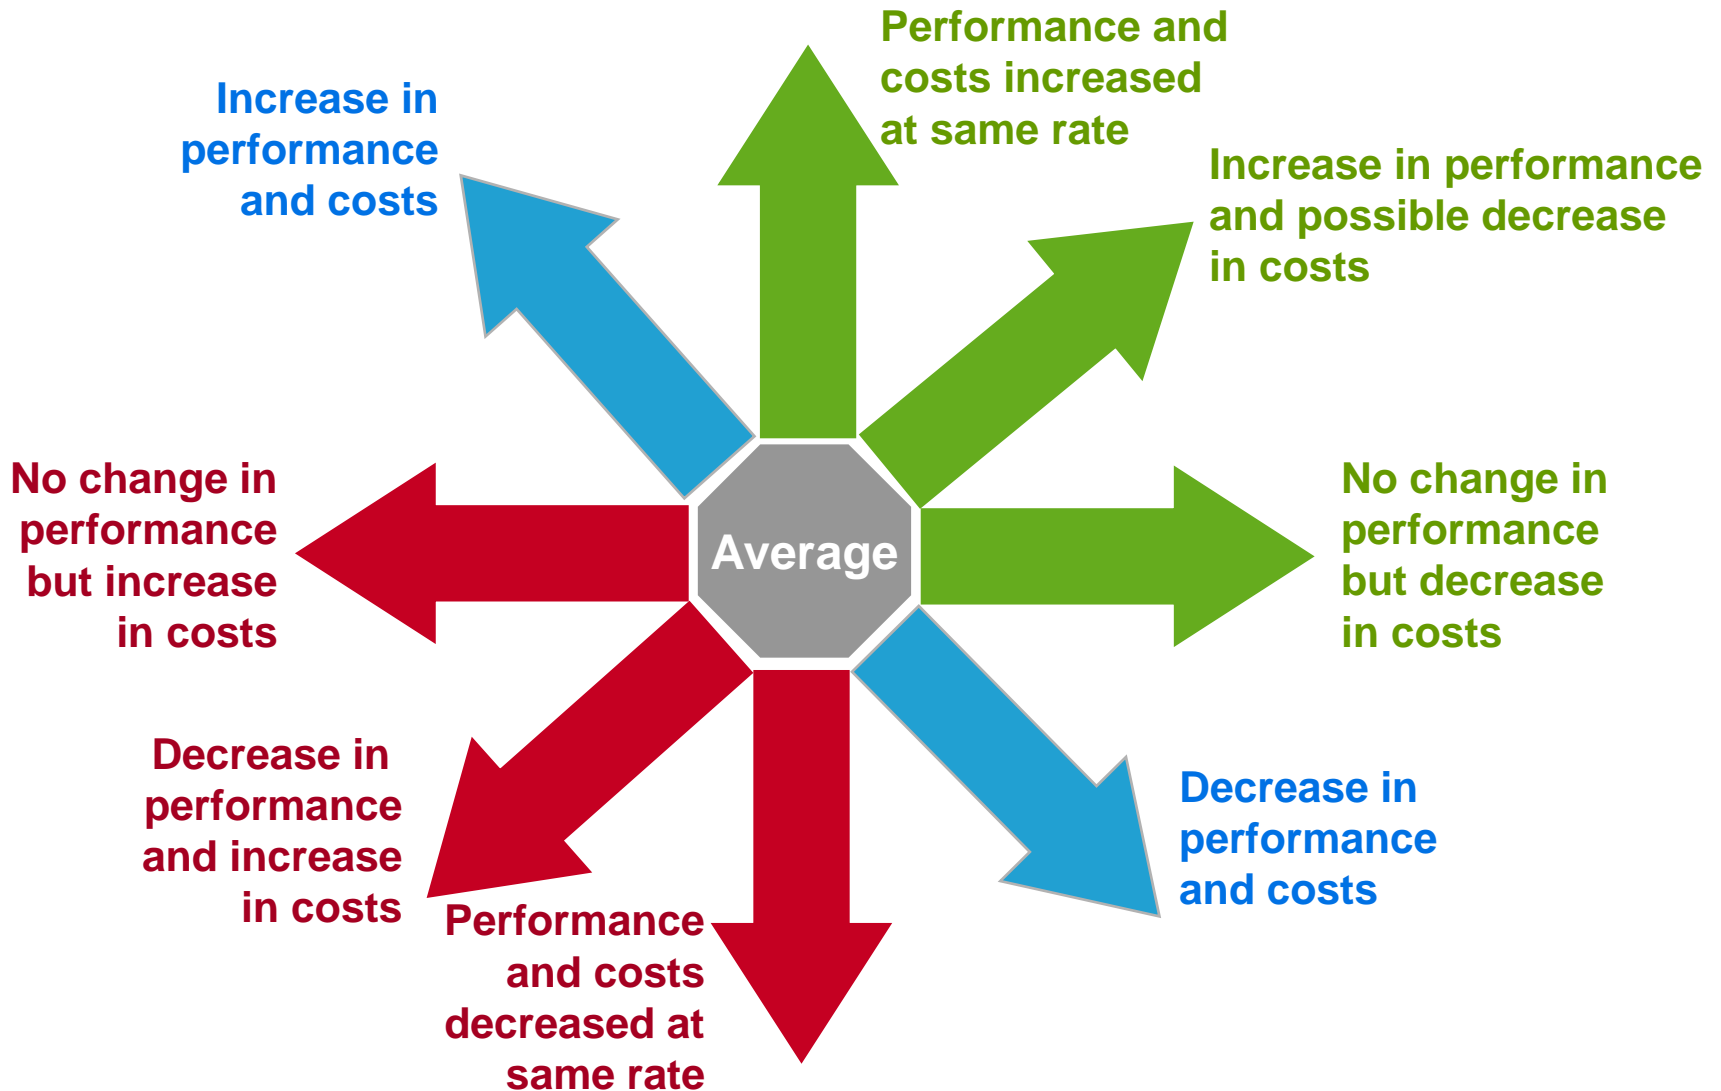 Performance and
costs increased
at same rate
Increase in
performance
and costs
Increase in performance
and possible decrease
in costs
No change in
performance
but increase
in costs
Average
No change in
performance
but decrease
in costs
Decrease in
performance
and increase
in costs
Decrease in
performance
and costs
Performance
and costs
decreased at
same rate